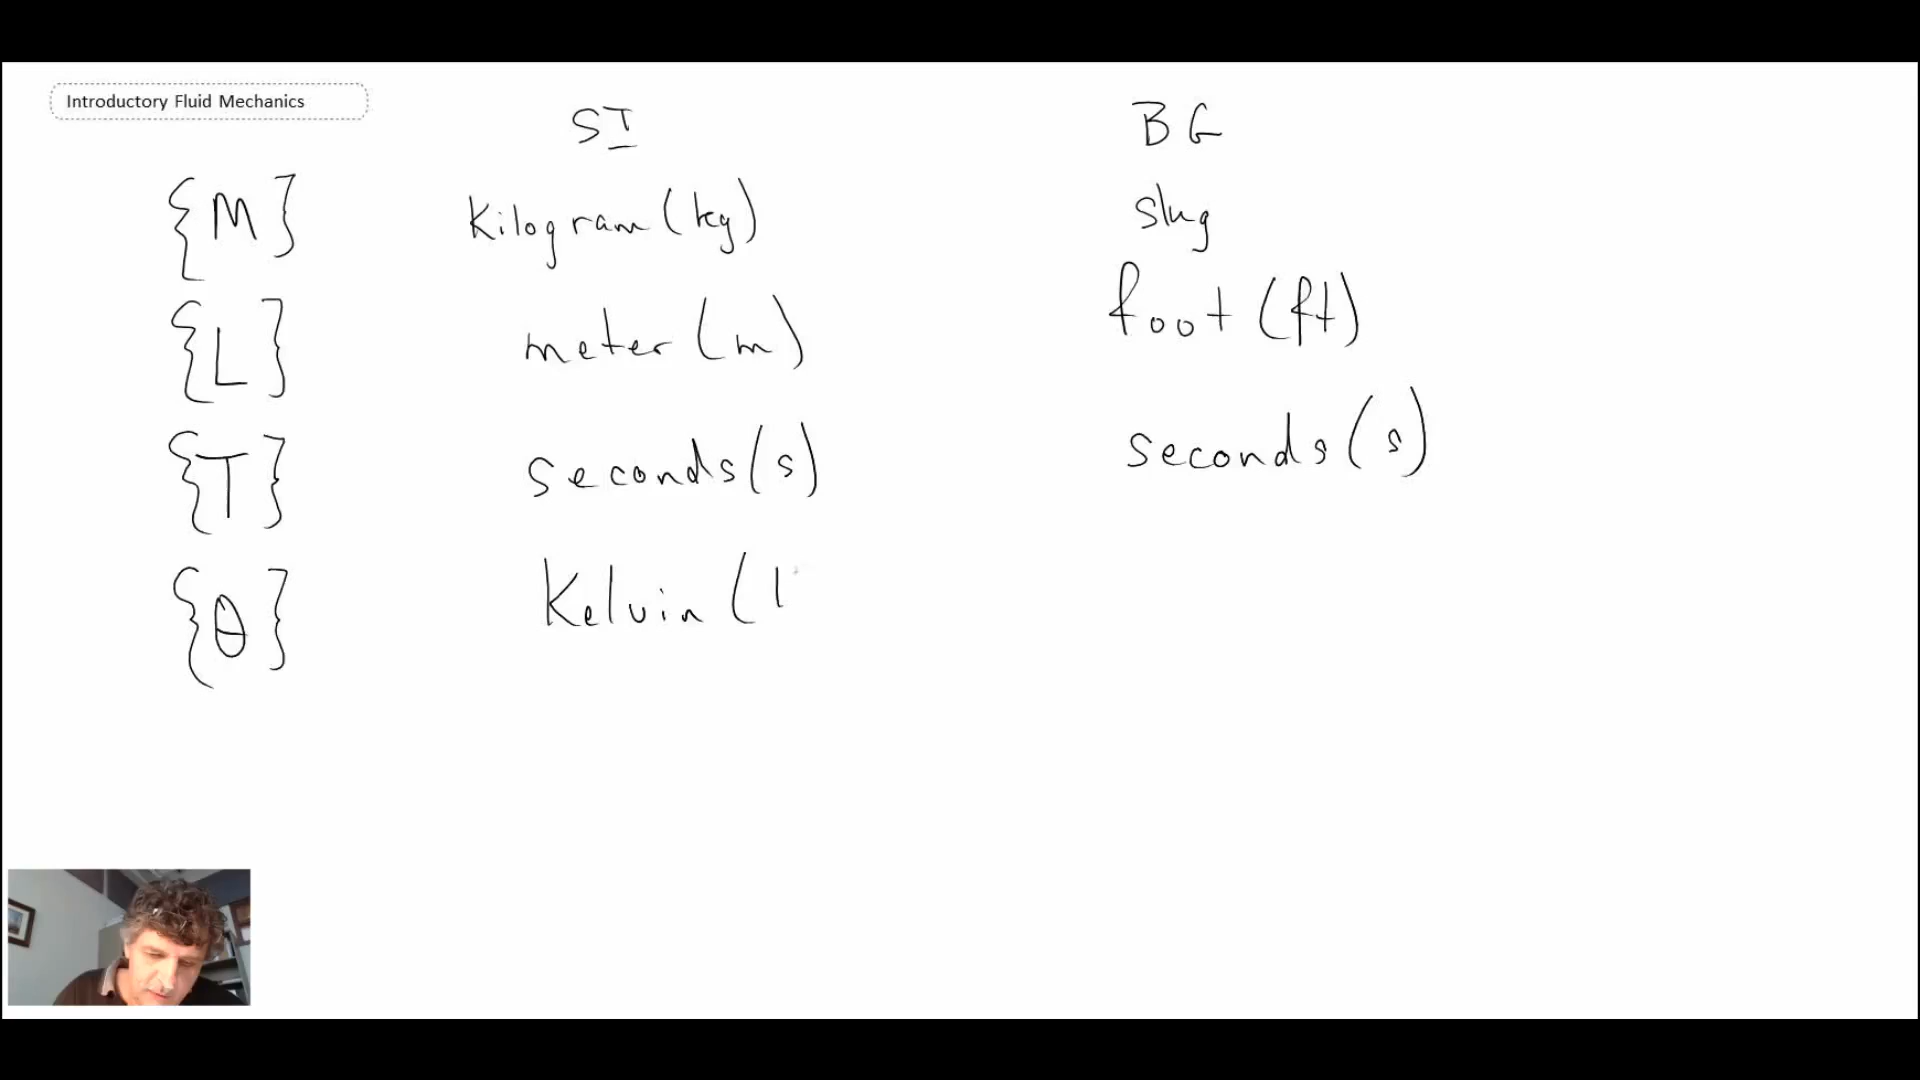 Introductory Fluid Mechanics
SI BG
{M} Kilogram (kg) slug
{L} meter (m) foot (ft)
{T} seconds (s) seconds (s)
{θ} Kelvin (